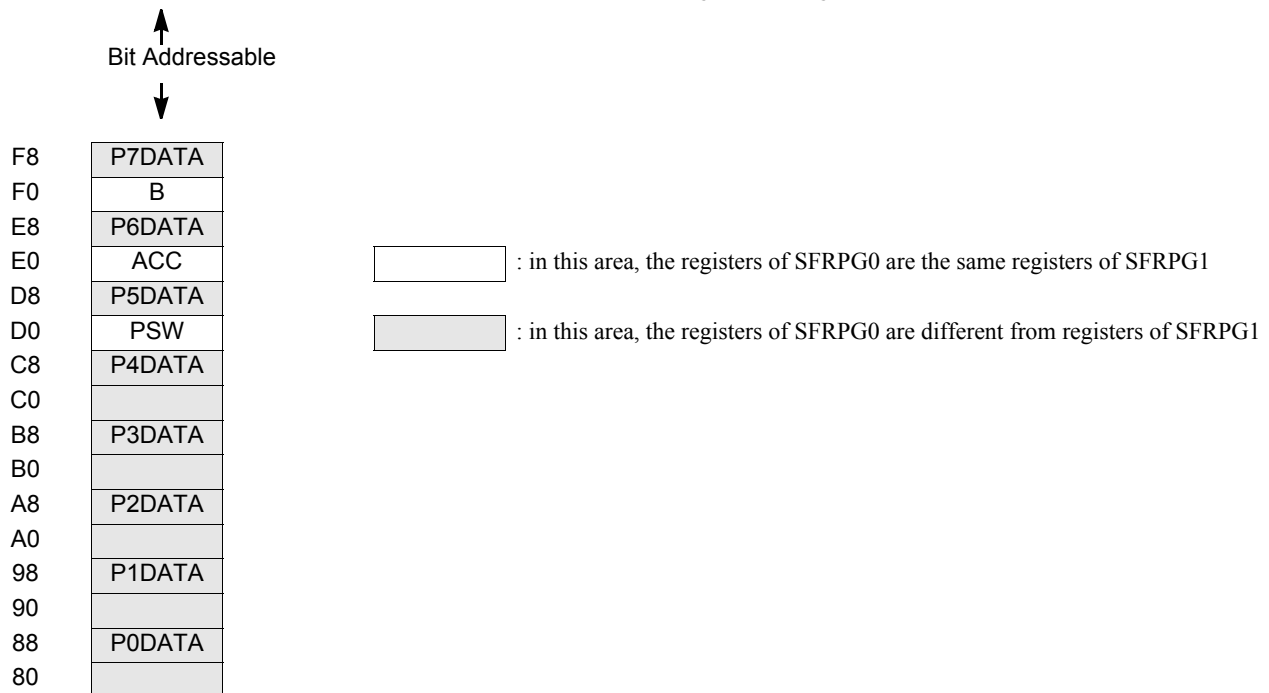 Bit Addressable
F8 P7DATA
F0 B
E8 P6DATA
E0 ACC : in this area, the registers of SFRPG0 are the same registers of SFRPG1
D8 P5DATA
D0 PSW : in this area, the registers of SFRPG0 are different from registers of SFRPG1
C8 P4DATA
C0
B8 P3DATA
B0
A8 P2DATA
A0
98 P1DATA
90
88 P0DATA
80